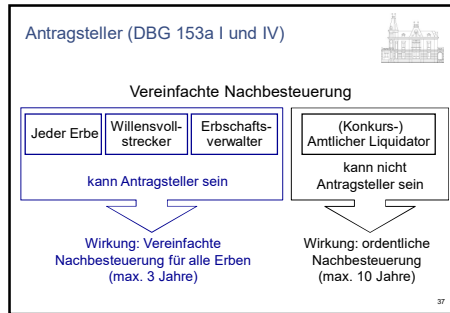 Antragsteller (DBG 153a I und IV)
Vereinfachte Nachbesteuerung
Jeder Erbe
Willensvoll-
strecker
Erbschafts-
verwalter
kann Antragsteller sein
Wirkung: Vereinfachte
Nachbesteuerung für alle Erben
(max. 3 Jahre)
(Konkurs-)
Amtlicher Liquidator
kann nicht
Antragsteller sein
Wirkung: ordentliche
Nachbesteuerung
(max. 10 Jahre)
37